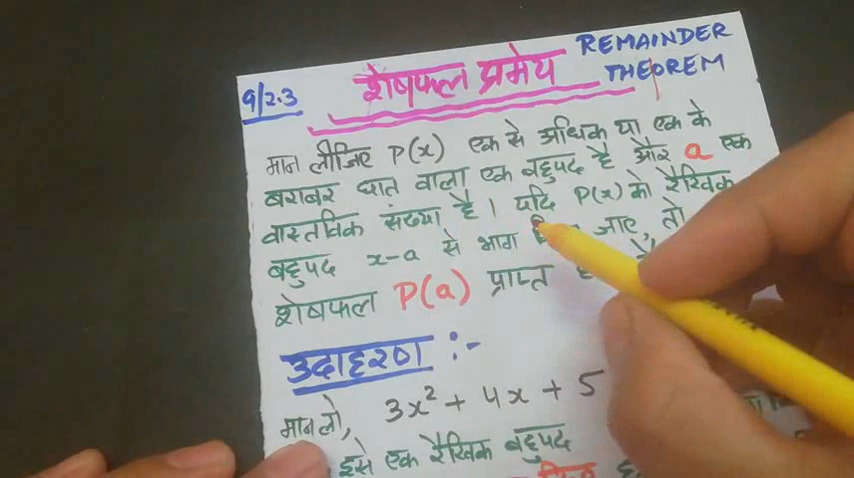 9/2.3
शेषफल प्रमेय
REMAINDER
THEOREM
मान लीजिए P(x) एक से अधिक या एक के
बराबर घात वाला एक बहुपद है और a एक
वास्तविक संख्या है। यदि P(x) को रैखिक
बहुपद x-a से भाग जाए, तो
शेषफल P(a) प्राप्त
उदाहरण :-
मान लो, 3x² + 4x + 5
इसे एक रैखिक बहुपद